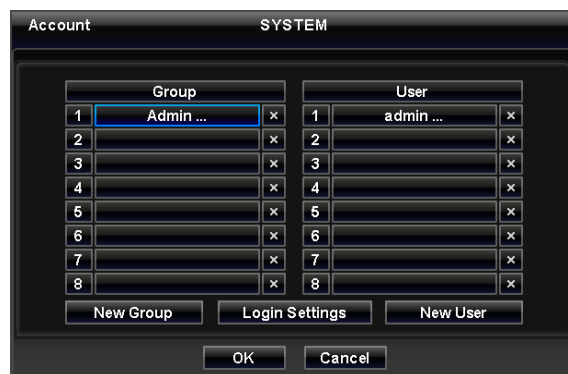 Account SYSTEM
Group User
1 Admin ... × 1 admin ... ×
2 × 2 ×
3 × 3 ×
4 × 4 ×
5 × 5 ×
6 × 6 ×
7 × 7 ×
8 × 8 ×
New Group Login Settings New User
OK Cancel